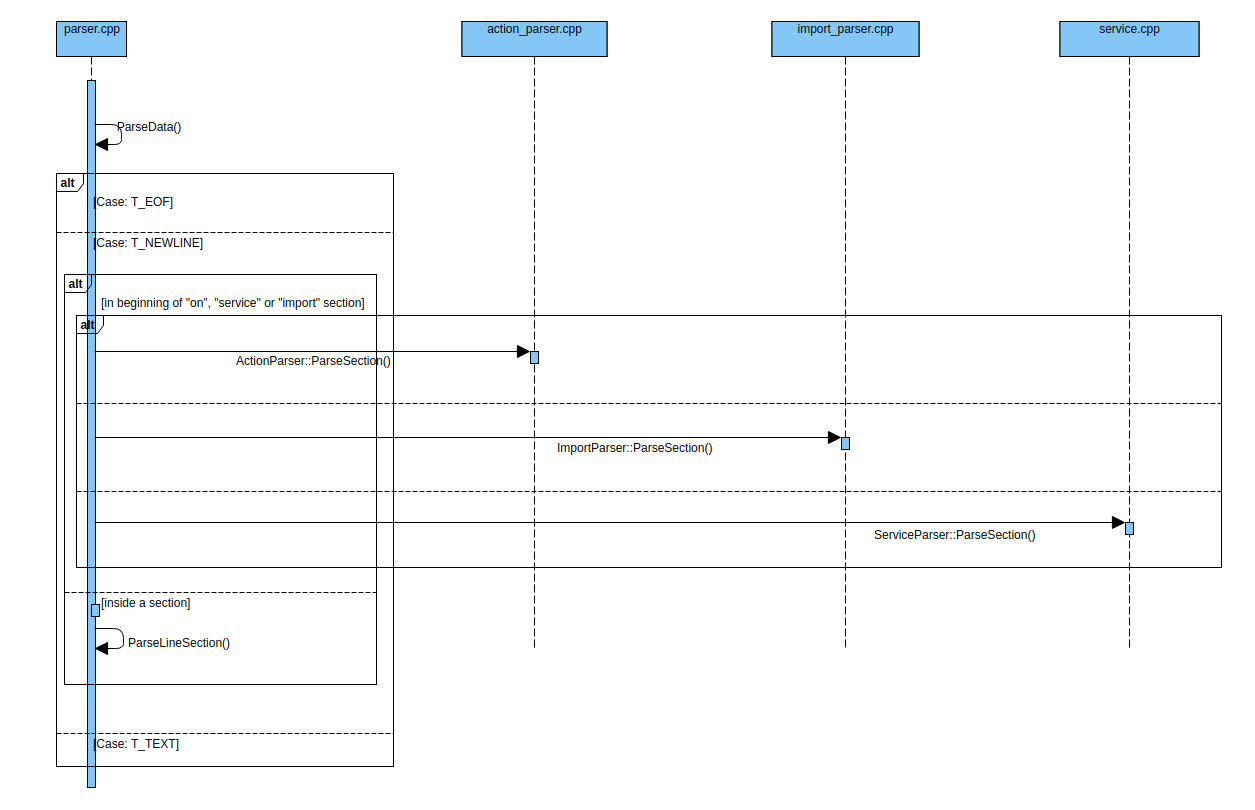 parser.cpp
action_parser.cpp
import_parser.cpp
service.cpp
ParseData()
alt
[Case: T_EOF]
[Case: T_NEWLINE]
alt
[in beginning of "on", "service" or "import" section]
alt
ActionParser::ParseSection()
ImportParser::ParseSection()
ServiceParser::ParseSection()
[inside a section]
ParseLineSection()
[Case: T_TEXT]